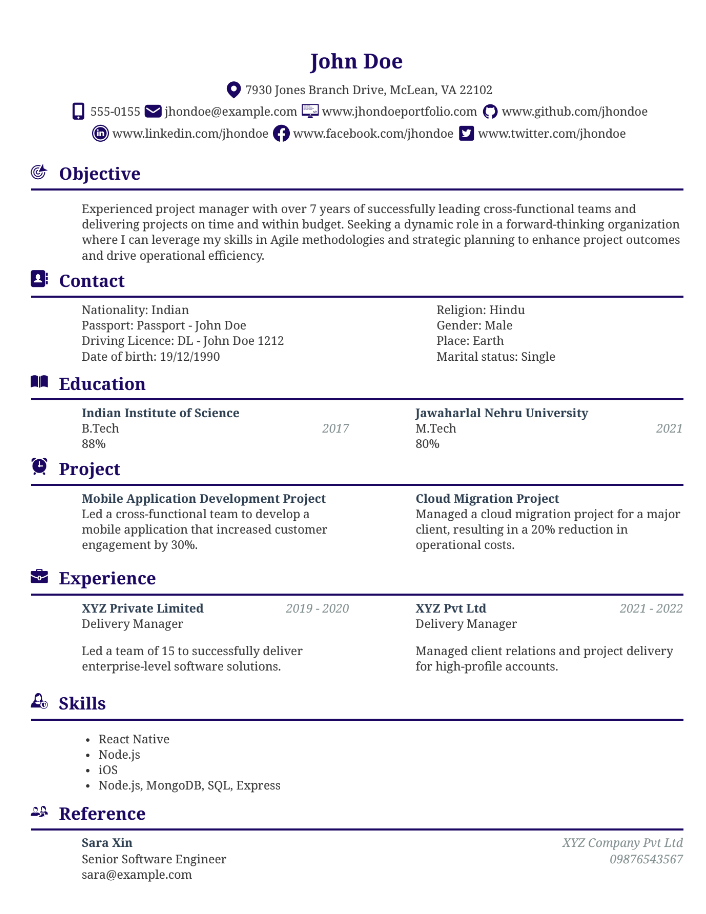 John Doe
7930 Jones Branch Drive, McLean, VA 22102
555-0155 jhondoe@example.com www.jhondoeportfolio.com www.github.com/jhondoe
www.linkedin.com/jhondoe www.facebook.com/jhondoe www.twitter.com/jhondoe
Objective
Experienced project manager with over 7 years of successfully leading cross-functional teams and
delivering projects on time and within budget. Seeking a dynamic role in a forward-thinking organization
where I can leverage my skills in Agile methodologies and strategic planning to enhance project outcomes
and drive operational efficiency.
Contact
Nationality: Indian
Passport: Passport - John Doe
Driving Licence: DL - John Doe 1212
Date of birth: 19/12/1990
Religion: Hindu
Gender: Male
Place: Earth
Marital status: Single
Education
Indian Institute of Science
B.Tech 2017
88%
Jawaharlal Nehru University
M.Tech 2021
80%
Project
Mobile Application Development Project
Led a cross-functional team to develop a
mobile application that increased customer
engagement by 30%.
Cloud Migration Project
Managed a cloud migration project for a major
client, resulting in a 20% reduction in
operational costs.
Experience
XYZ Private Limited 2019 - 2020
Delivery Manager
Led a team of 15 to successfully deliver
enterprise-level software solutions.
XYZ Pvt Ltd 2021 - 2022
Delivery Manager
Managed client relations and project delivery
for high-profile accounts.
Skills
• React Native
• Node.js
• iOS
• Node.js, MongoDB, SQL, Express
Reference
Sara Xin XYZ Company Pvt Ltd
Senior Software Engineer 09876543567
sara@example.com